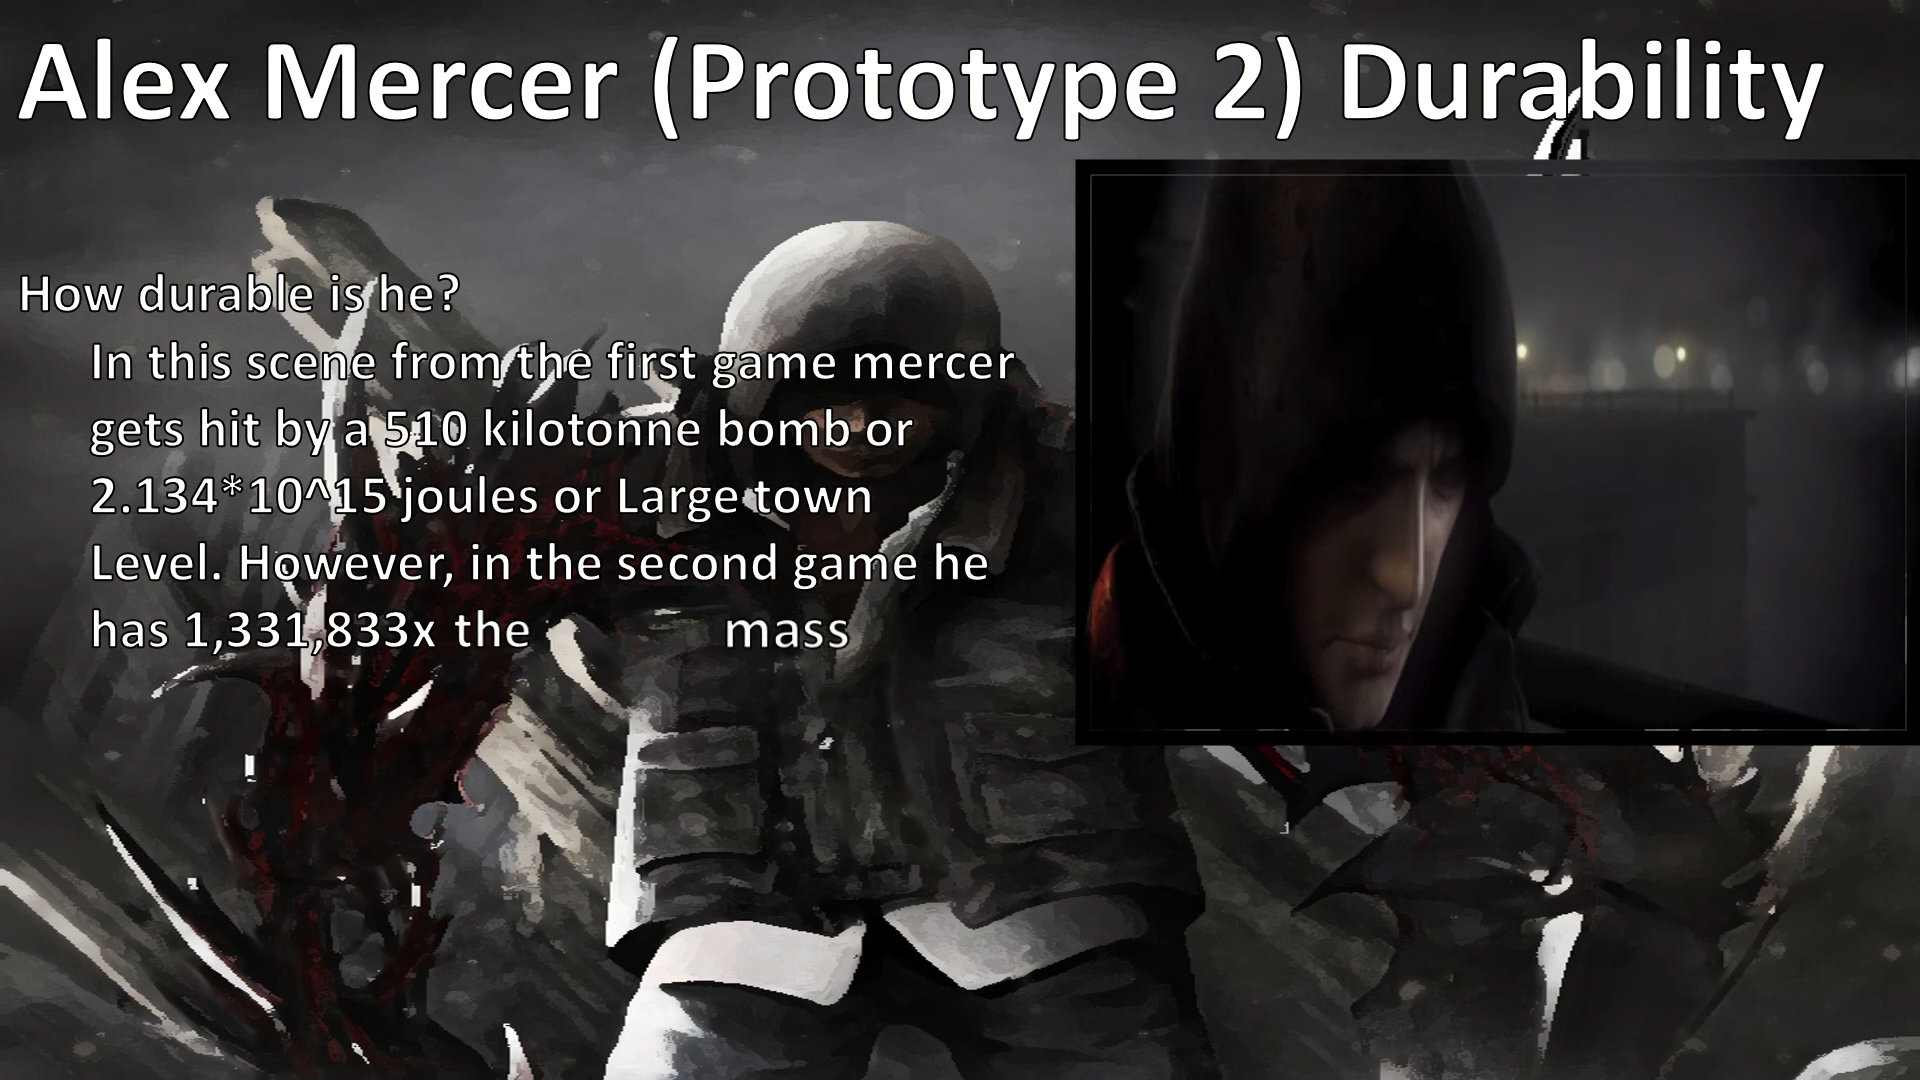 Alex Mercer (Prototype 2) Durability
How durable is he?
In this scene from the first game mercer
gets hit by a 510 kilotonne bomb or
2.134*10^15 joules or Large town
Level. However, in the second game he
has 1,331,833x the mass